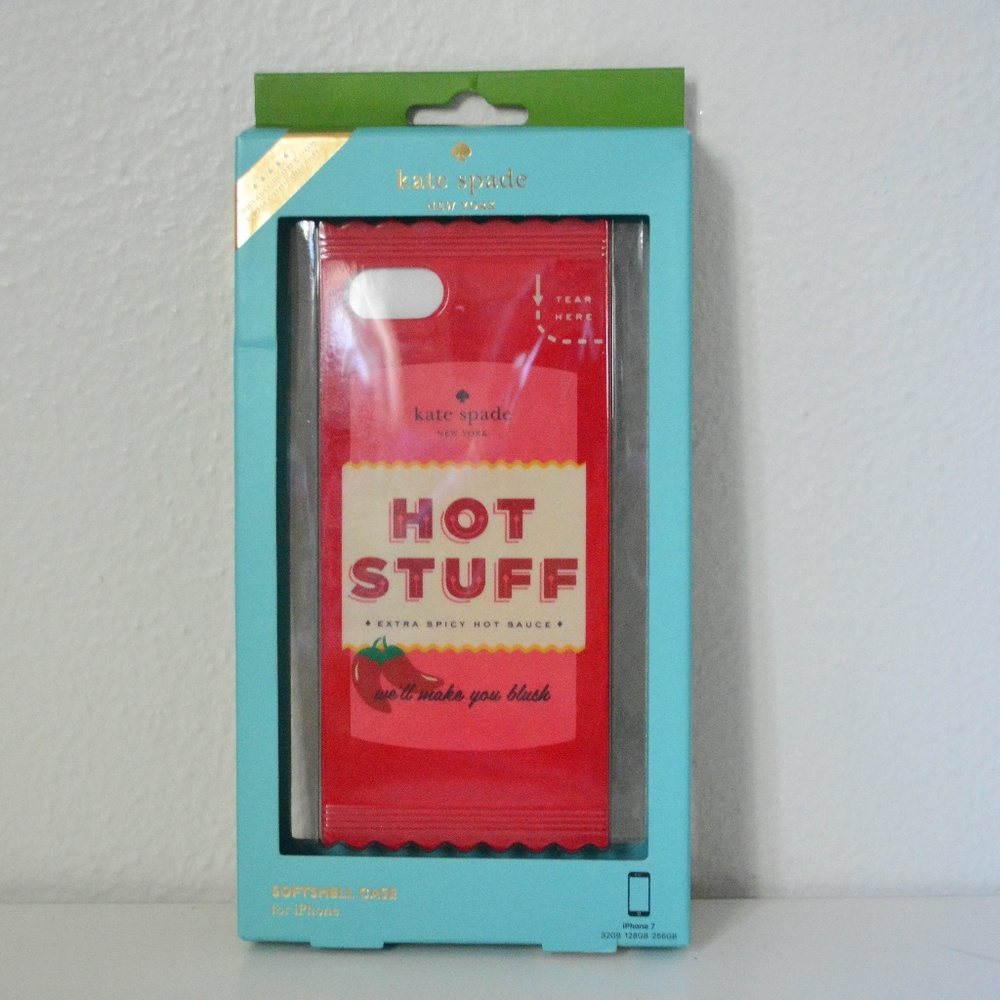 kate spade
NEW YORK
TEAR
HERE
kate spade
NEW YORK
HOT
STUFF
EXTRA SPICY HOT SAUCE
we'll make you blush
SOFTSHELL CASE
for iPhone
iPhone 7
32GB 128GB 256GB